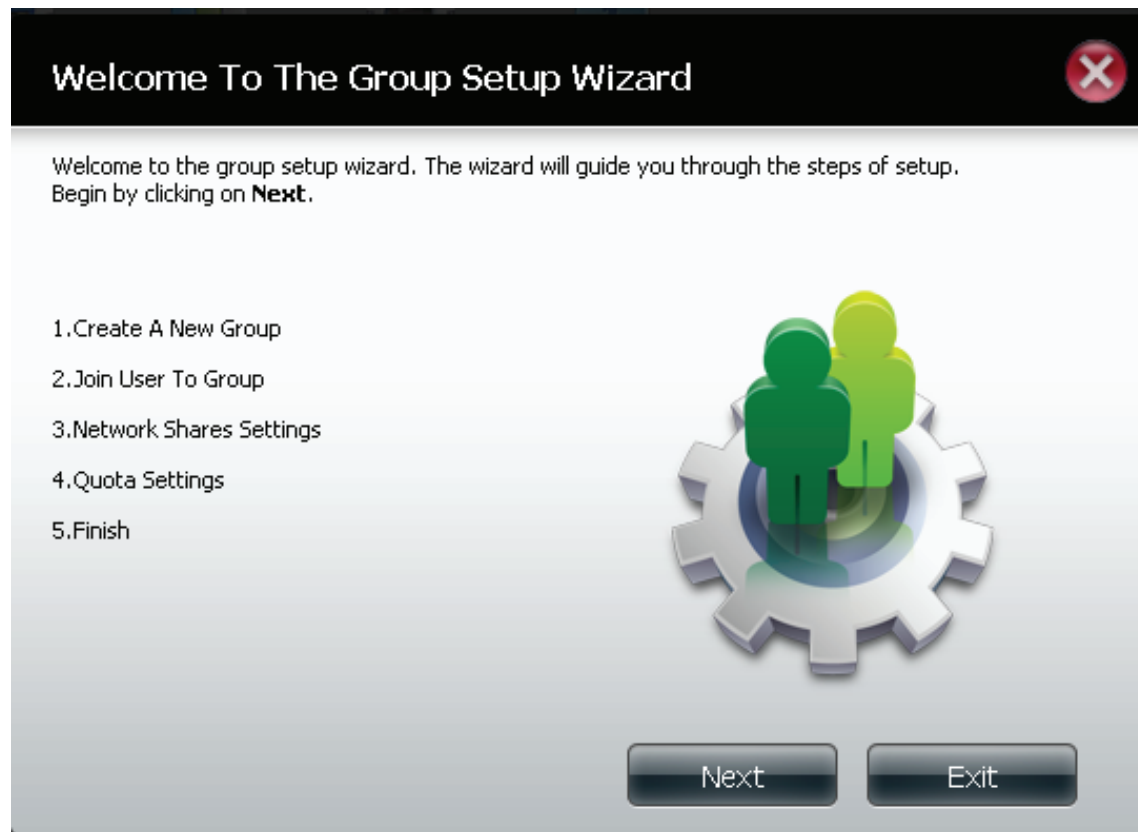 Welcome To The Group Setup Wizard
Welcome to the group setup wizard. The wizard will guide you through the steps of setup.
Begin by clicking on Next.
1.Create A New Group
2.Join User To Group
3.Network Shares Settings
4.Quota Settings
5.Finish
Next
Exit